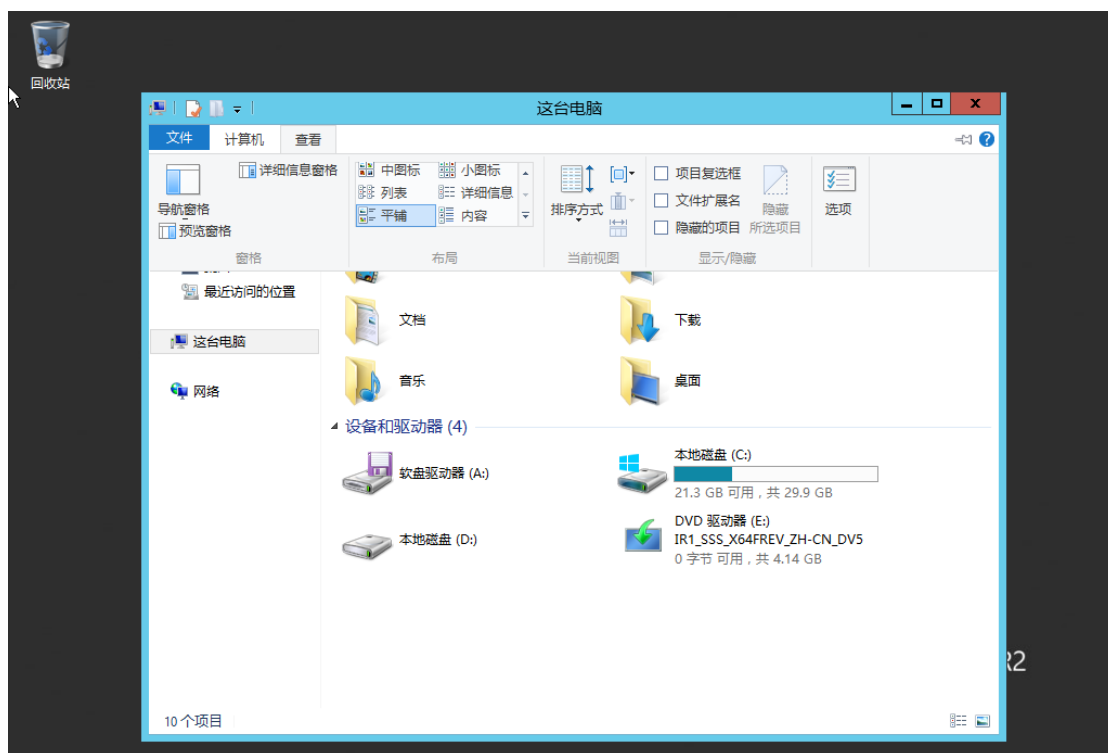 回收站
这台电脑
文件 计算机 查看
导航窗格
预览窗格
详细信息窗格
窗格
中图标 小图标
列表 详细信息
平铺 内容
布局
排序方式
当前视图
项目复选框
文件扩展名
隐藏的项目
隐藏
所选项目
显示/隐藏
选项
最近访问的位置
这台电脑
网络
文档
下载
音乐
桌面
设备和驱动器 (4)
软盘驱动器 (A:)
本地磁盘 (C:)
21.3 GB 可用，共 29.9 GB
本地磁盘 (D:)
DVD 驱动器 (E:)
IR1_SSS_X64FREV_ZH-CN_DV5
0 字节 可用，共 4.14 GB
R2
10 个项目